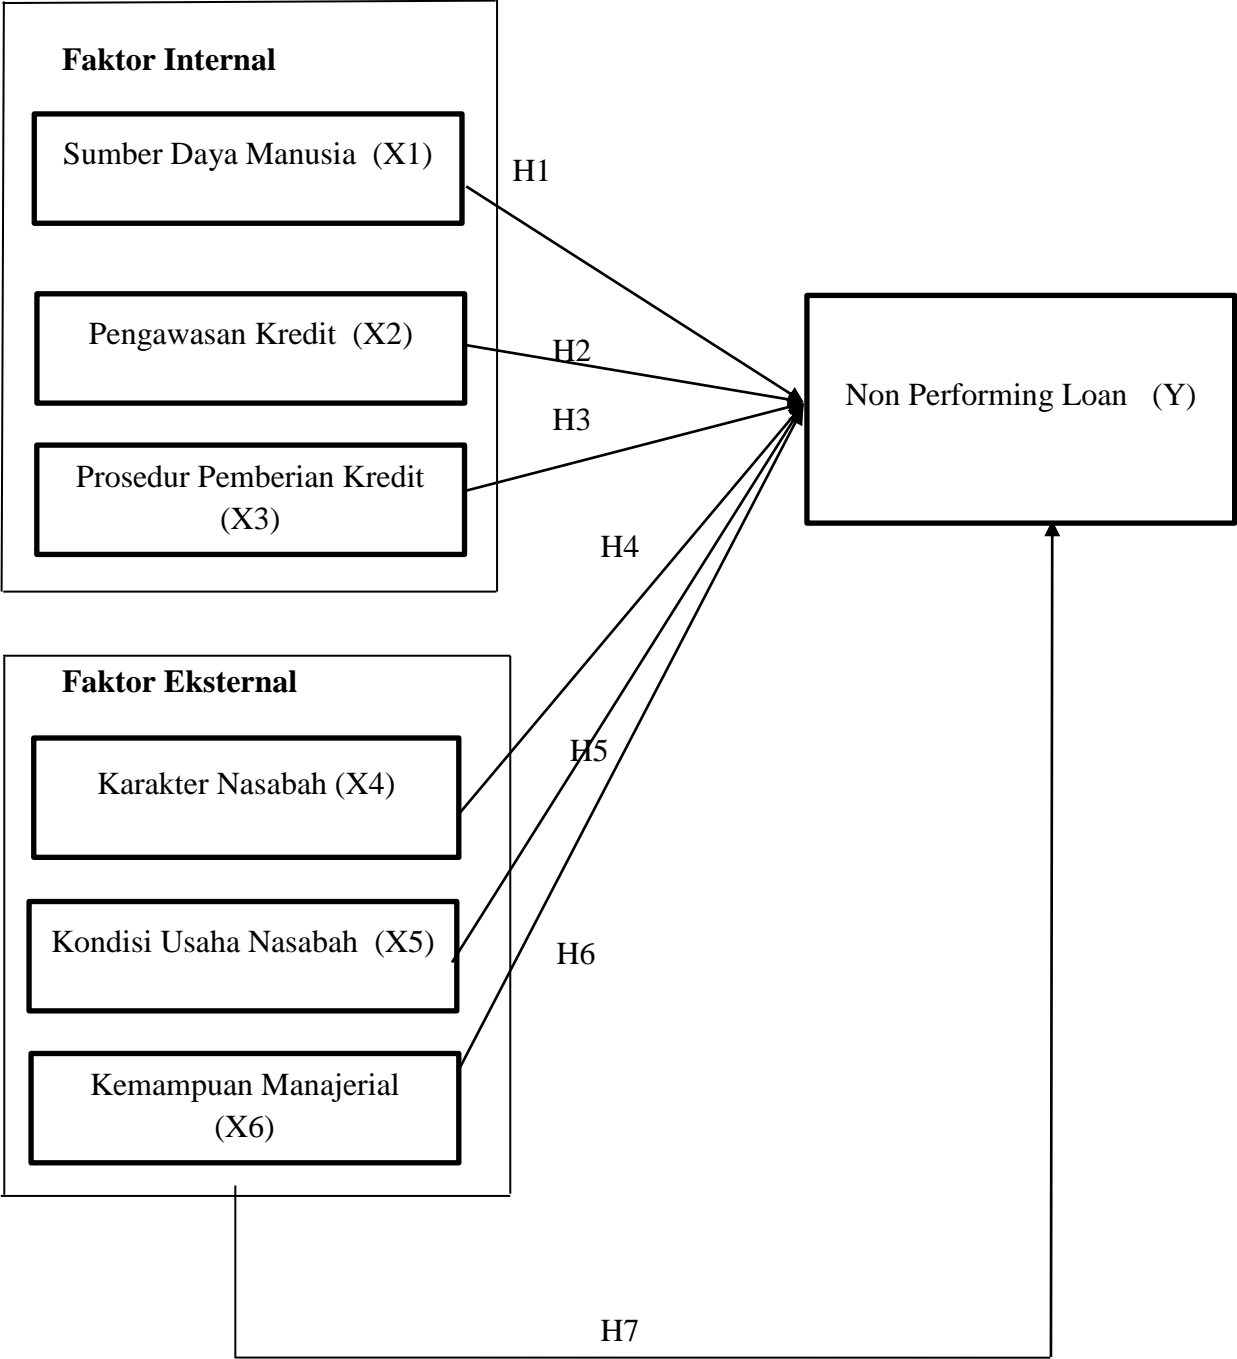 Faktor Internal
Sumber Daya Manusia (X1)
H1
Pengawasan Kredit (X2)
H2
Non Performing Loan (Y)
H3
Prosedur Pemberian Kredit
(X3)
H4
Faktor Eksternal
H5
Karakter Nasabah (X4)
Kondisi Usaha Nasabah (X5)
H6
Kemampuan Manajerial
(X6)
H7